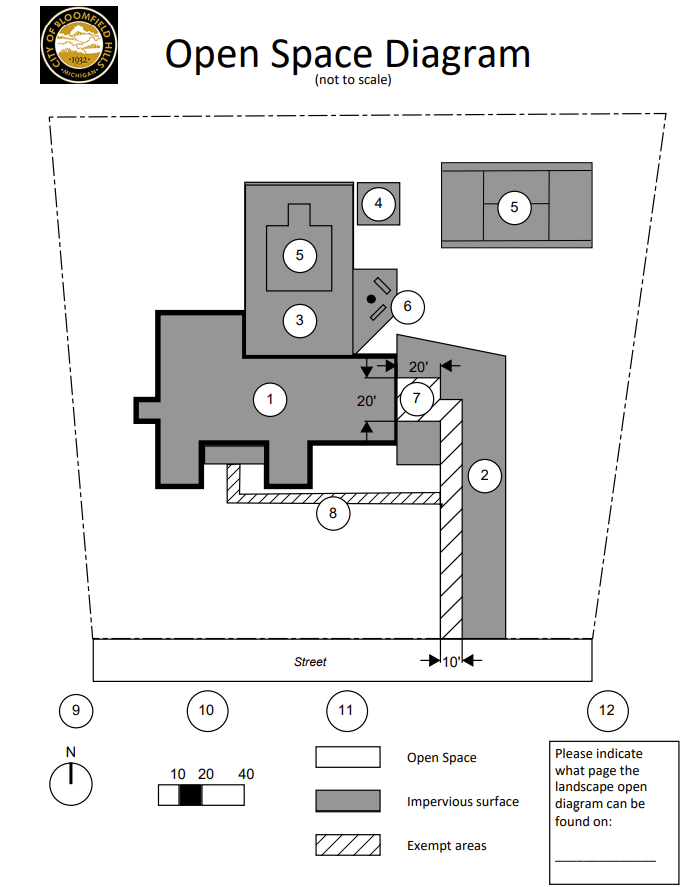 CITY OF BLOOMFIELD HILLS
• 1932 •
• MICHIGAN •
Open Space Diagram
(not to scale)
4
5
5
6
3
20'
7
1
20'
2
8
Street
10'
9
10
11
12
N
10 20 40
Open Space
Impervious surface
Exempt areas
Please indicate
what page the
landscape open
diagram can be
found on:
______________